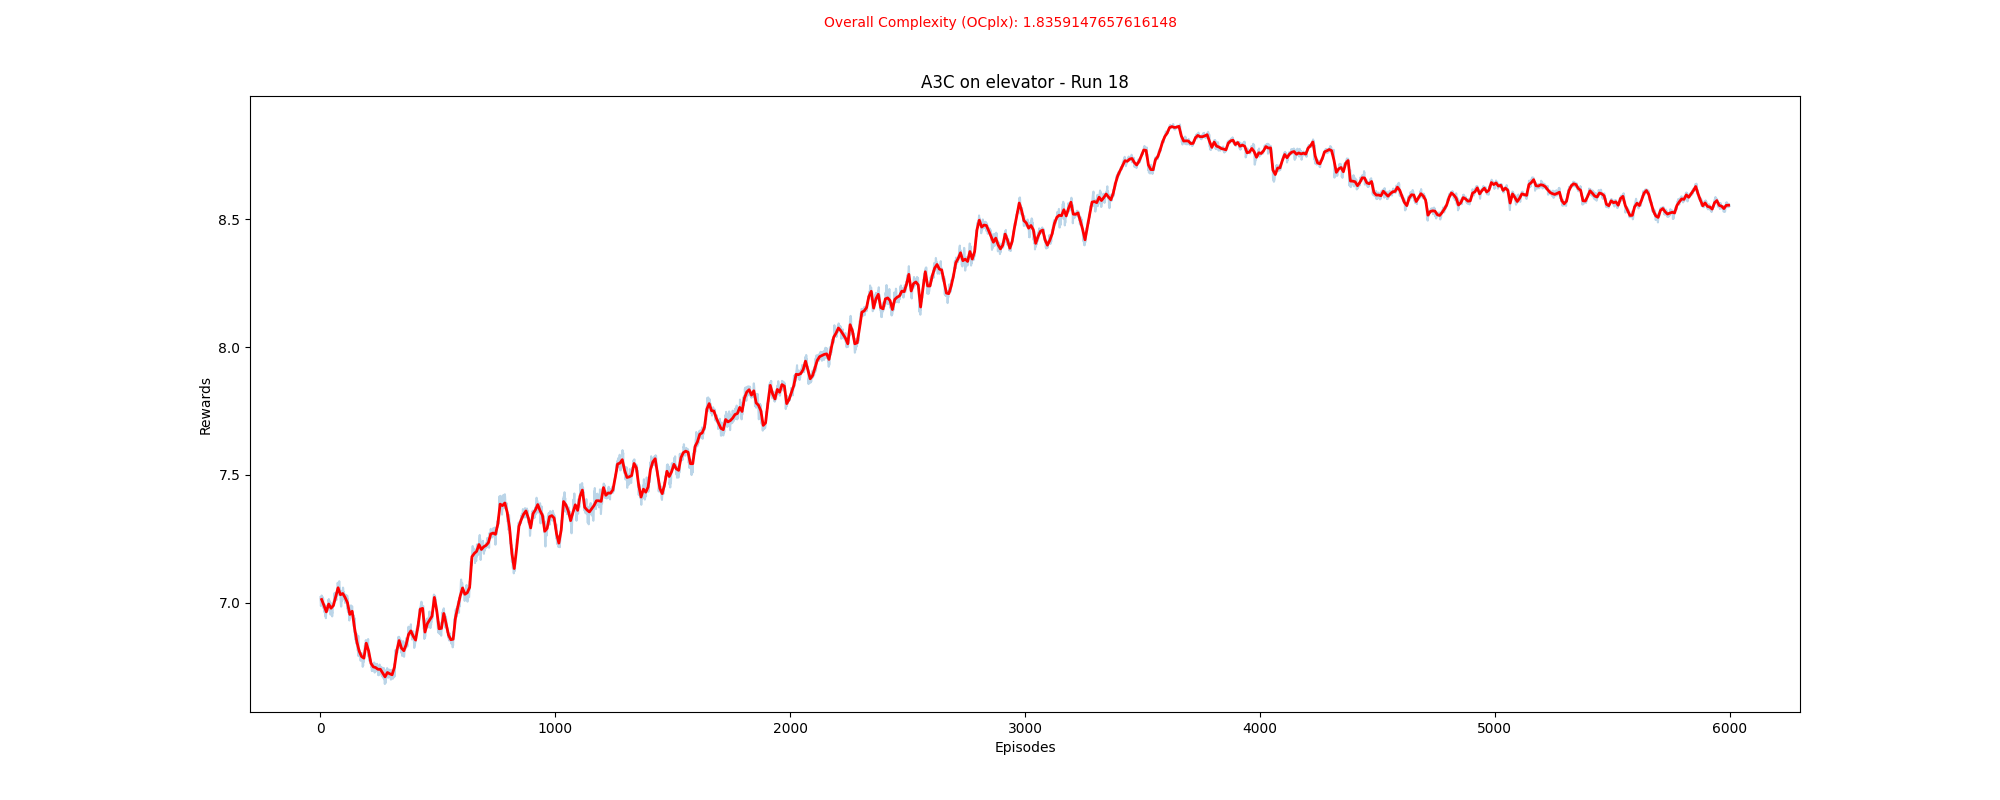 Overall Complexity (OCplx): 1.8359147657616148
A3C on elevator - Run 18
Rewards
8.5
8.0
7.5
7.0
0 1000 2000 3000 4000 5000 6000
Episodes